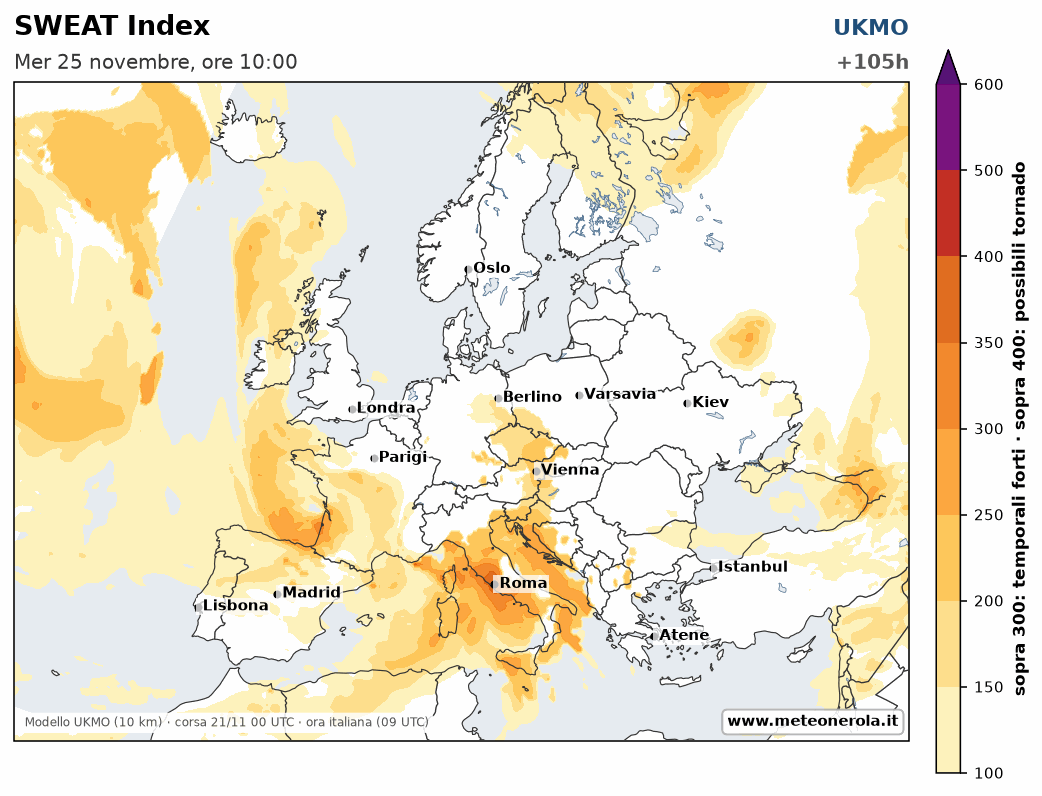 SWEAT Index
UKMO
Mer 25 novembre, ore 10:00
+105h
Oslo
Londra
Berlino
Varsavia
Kiev
Parigi
Vienna
Istanbul
Roma
Madrid
Lisbona
Atene
Modello UKMO (10 km) · corsa 21/11 00 UTC · ora italiana (09 UTC)
www.meteonerola.it
600
500
400
350
300
250
200
150
100
sopra 300: temporali forti · sopra 400: possibili tornado